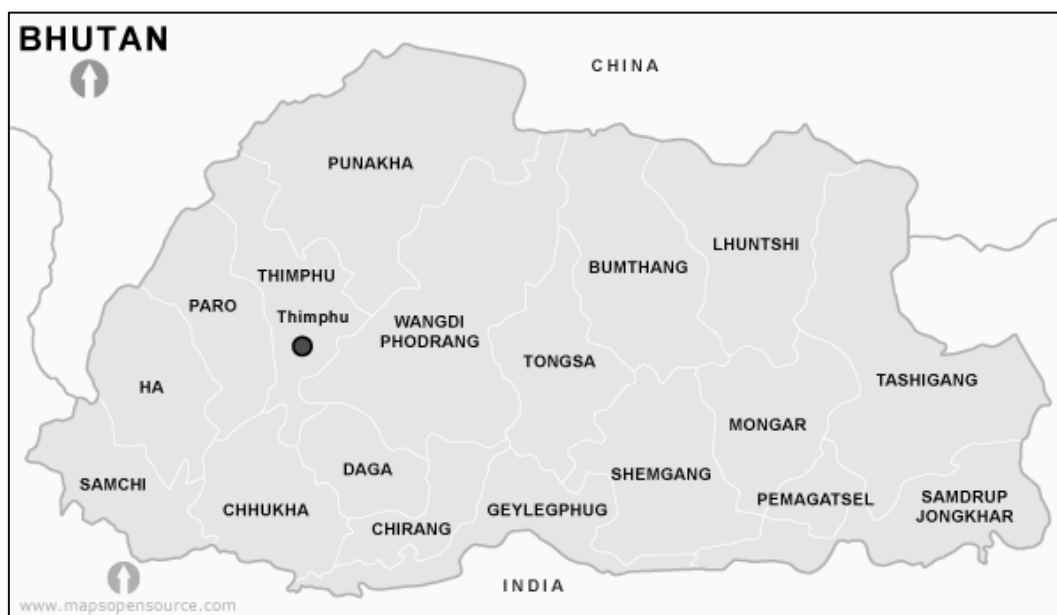 BHUTAN
CHINA
PUNAKHA
LHUNTSHI
BUMTHANG
THIMPHU
PARO
Thimphu
WANGDI
PHODRANG
TONGSA
TASHIGANG
HA
MONGAR
DAGA
SHEMGANG
SAMCHI
PEMAGATSEL
SAMDRUP
JONGKHAR
CHHUKHA
GEYLEGPHUG
CHIRANG
INDIA
www.mapsopensource.com